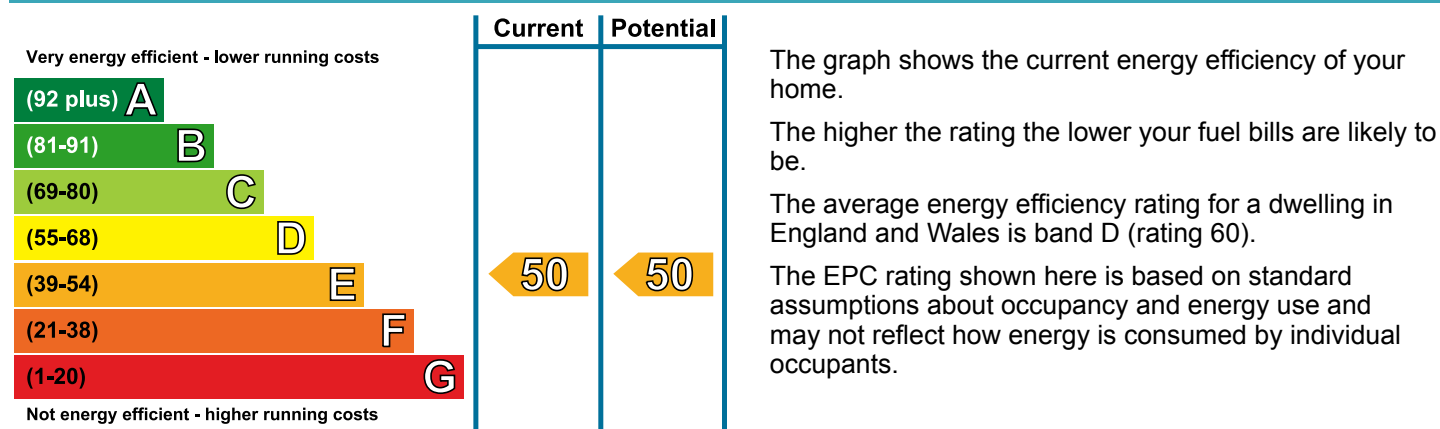 Current Potential
Very energy efficient - lower running costs
(92 plus) A
(81-91) B
(69-80) C
(55-68) D
(39-54) E
50 50
(21-38) F
(1-20) G
Not energy efficient - higher running costs
The graph shows the current energy efficiency of your
home.
The higher the rating the lower your fuel bills are likely to
be.
The average energy efficiency rating for a dwelling in
England and Wales is band D (rating 60).
The EPC rating shown here is based on standard
assumptions about occupancy and energy use and
may not reflect how energy is consumed by individual
occupants.